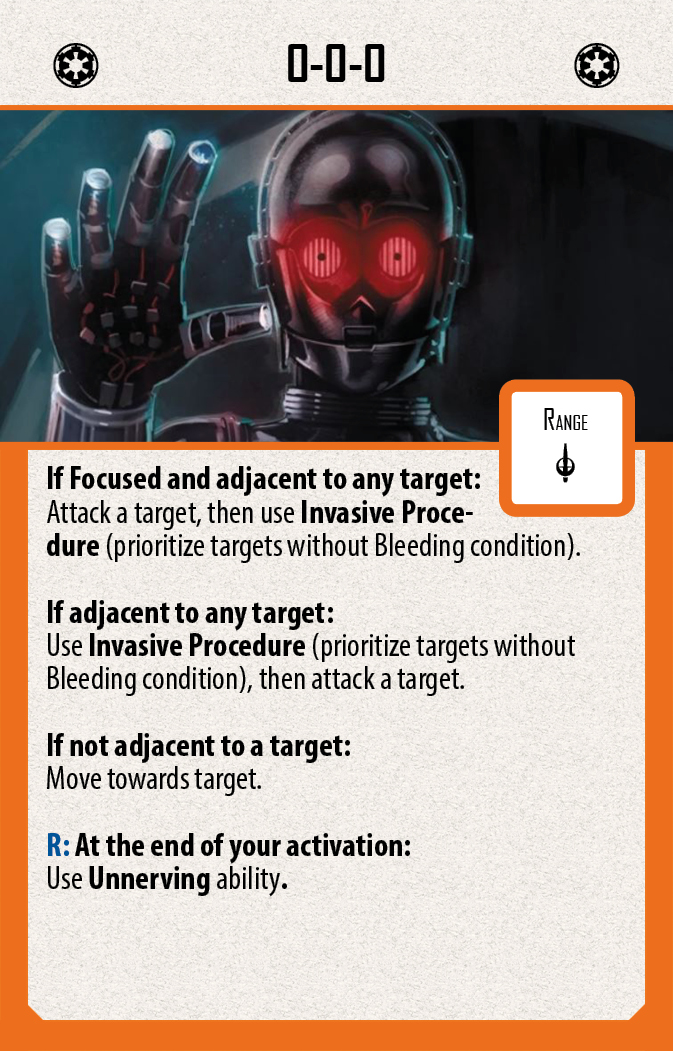 0-0-0
RANGE
If Focused and adjacent to any target:
Attack a target, then use Invasive Proce-
dure (prioritize targets without Bleeding condition).
If adjacent to any target:
Use Invasive Procedure (prioritize targets without
Bleeding condition), then attack a target.
If not adjacent to a target:
Move towards target.
R: At the end of your activation:
Use Unnerving ability.